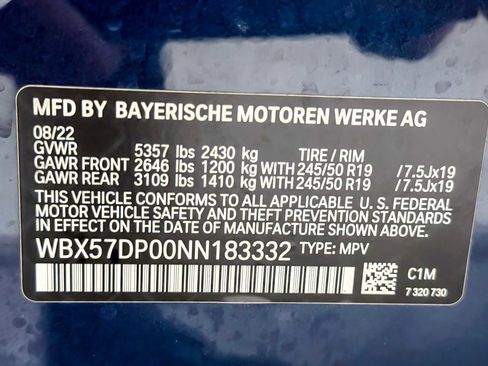 MFD BY BAYERISCHE MOTOREN WERKE AG
08/22
GVWR 5357 lbs 2430 kg TIRE / RIM
GAWR FRONT 2646 lbs 1200 kg WITH 245/50 R19 /7.5Jx19
GAWR REAR 3109 lbs 1410 kg WITH 245/50 R19 /7.5Jx19
THIS VEHICLE CONFORMS TO ALL APPLICABLE U. S. FEDERAL
MOTOR VEHICLE SAFETY AND THEFT PREVENTION STANDARDS
IN EFFECT ON THE DATE OF MANUFACTURE SHOWN ABOVE.
WBX57DP00NN183332 TYPE: MPV
C1M
7 320 730